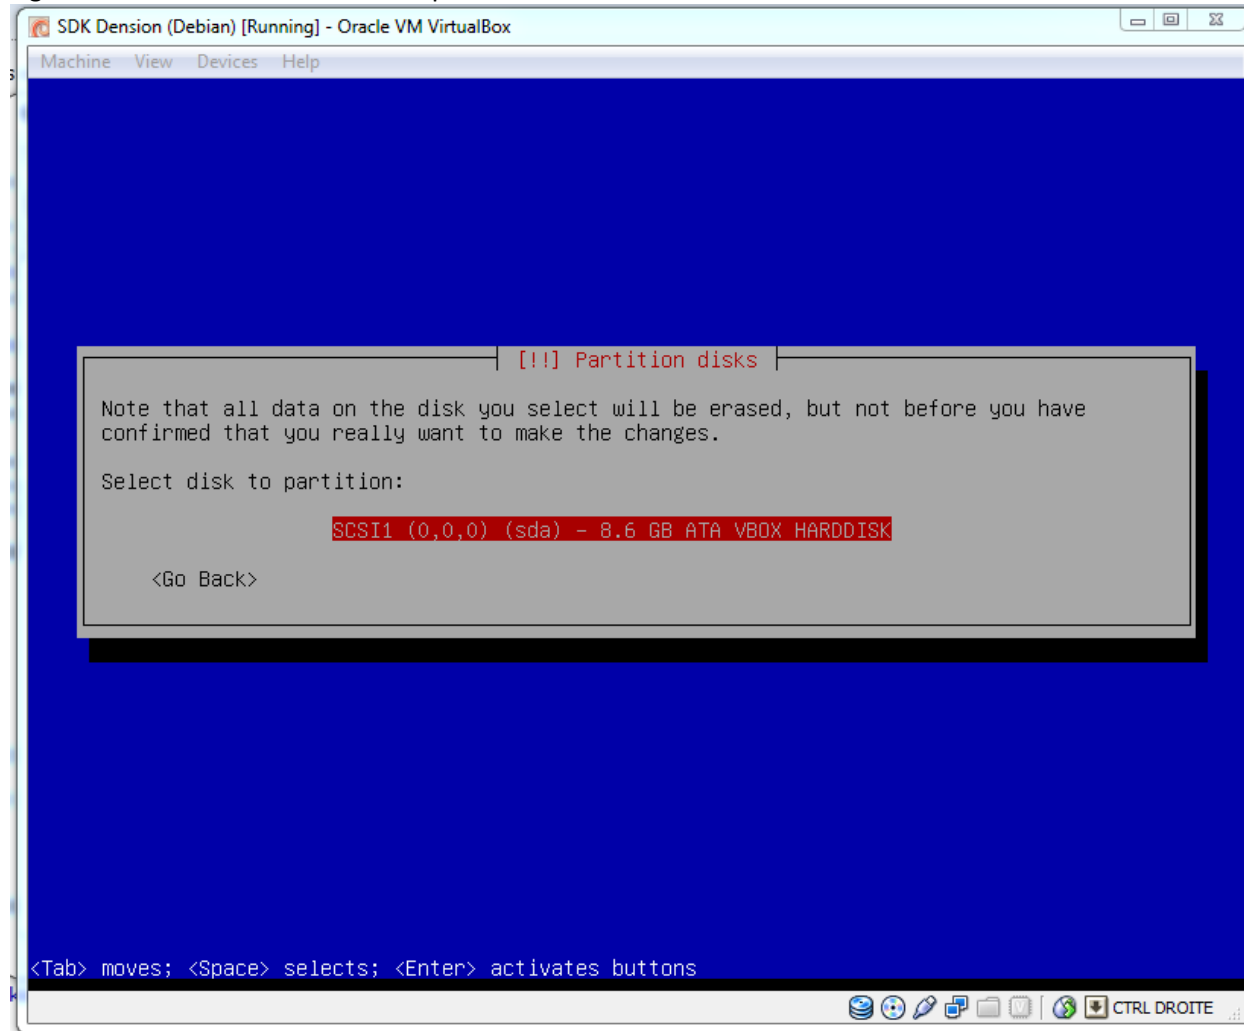 SDK Dension (Debian) [Running] - Oracle VM VirtualBox
Machine View Devices Help
[!!] Partition disks
Note that all data on the disk you select will be erased, but not before you have
confirmed that you really want to make the changes.
Select disk to partition:
SCSI1 (0,0,0) (sda) - 8.6 GB ATA VBOX HARDDISK
<Go Back>
<Tab> moves; <Space> selects; <Enter> activates buttons
CTRL DROITE